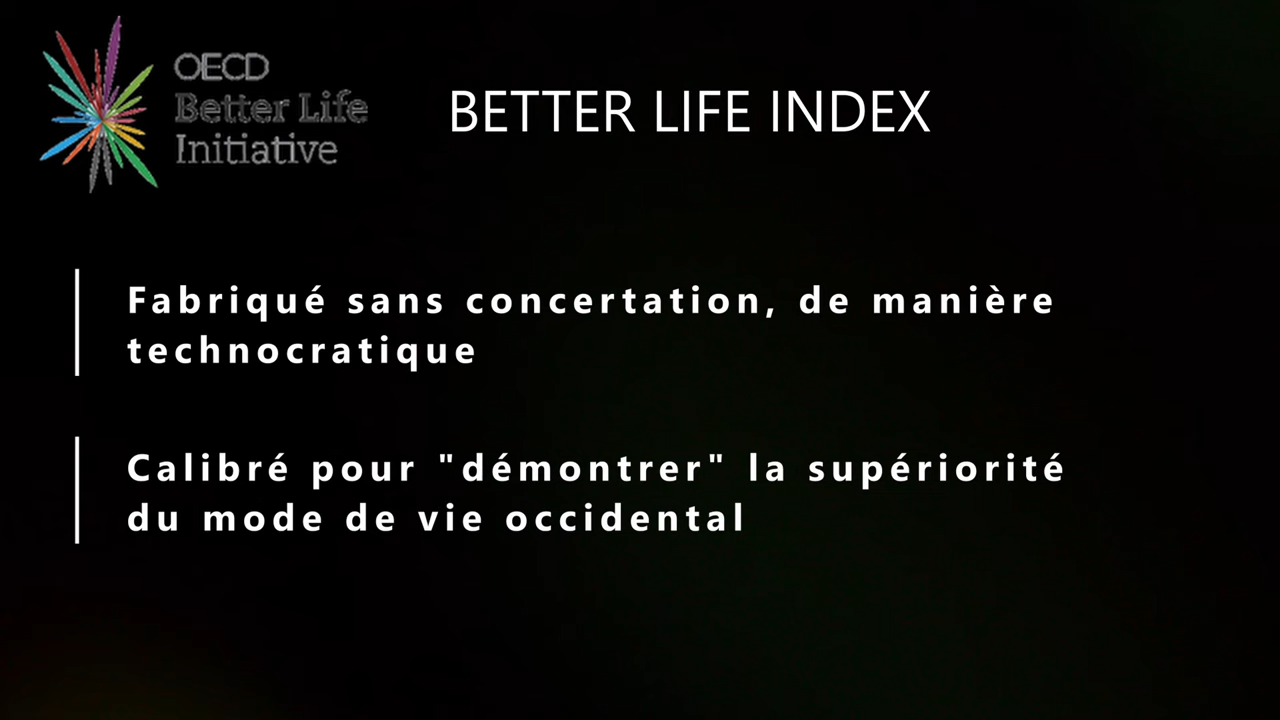 OECD
Better Life
Initiative
BETTER LIFE INDEX
Fabriqué sans concertation, de manière
technocratique
Calibré pour "démontrer" la supériorité
du mode de vie occidental